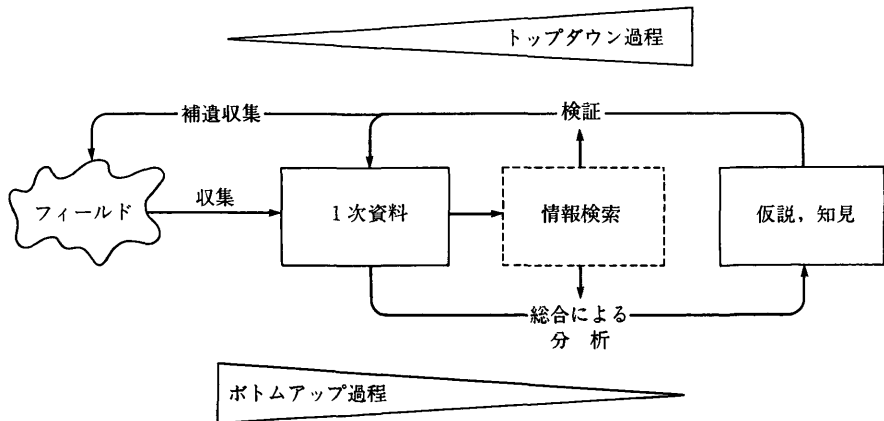 トップダウン過程
補遺収集
検証
フィールド
収集
1次資料
情報検索
仮説，知見
総合による
分　析
ボトムアップ過程